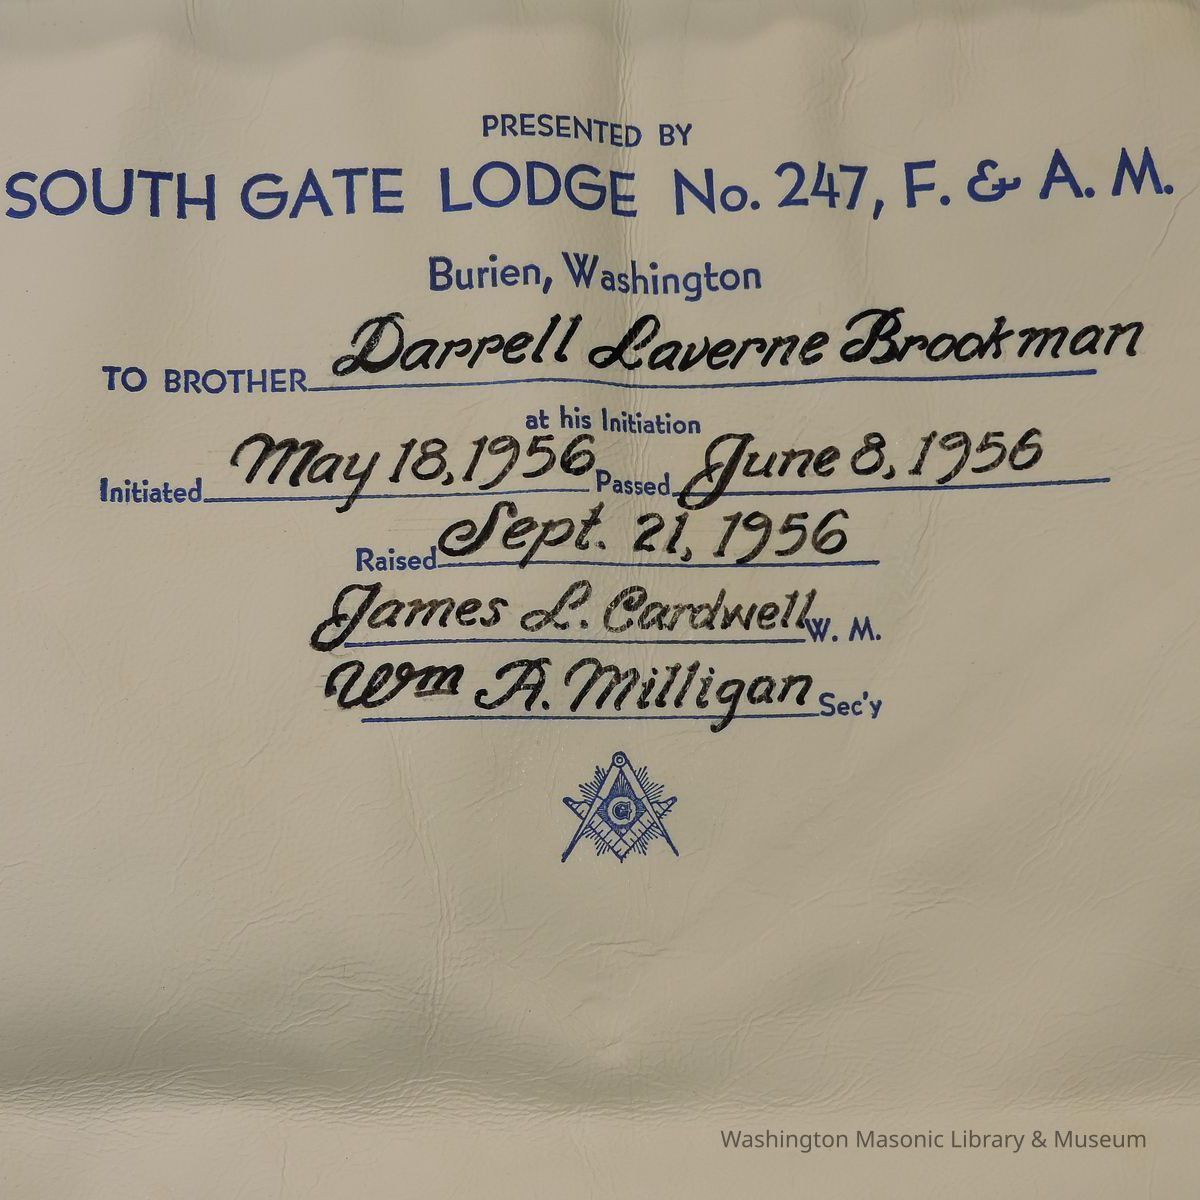 PRESENTED BY
SOUTH GATE LODGE No. 247, F. & A. M.
Burien, Washington
TO BROTHER Darrell Laverne Brookman
at his Initiation
Initiated May 18, 1956 Passed June 8, 1956
Raised Sept. 21, 1956
James L. Cardwell W. M.
Wm A. Milligan Sec'y
G
Washington Masonic Library & Museum